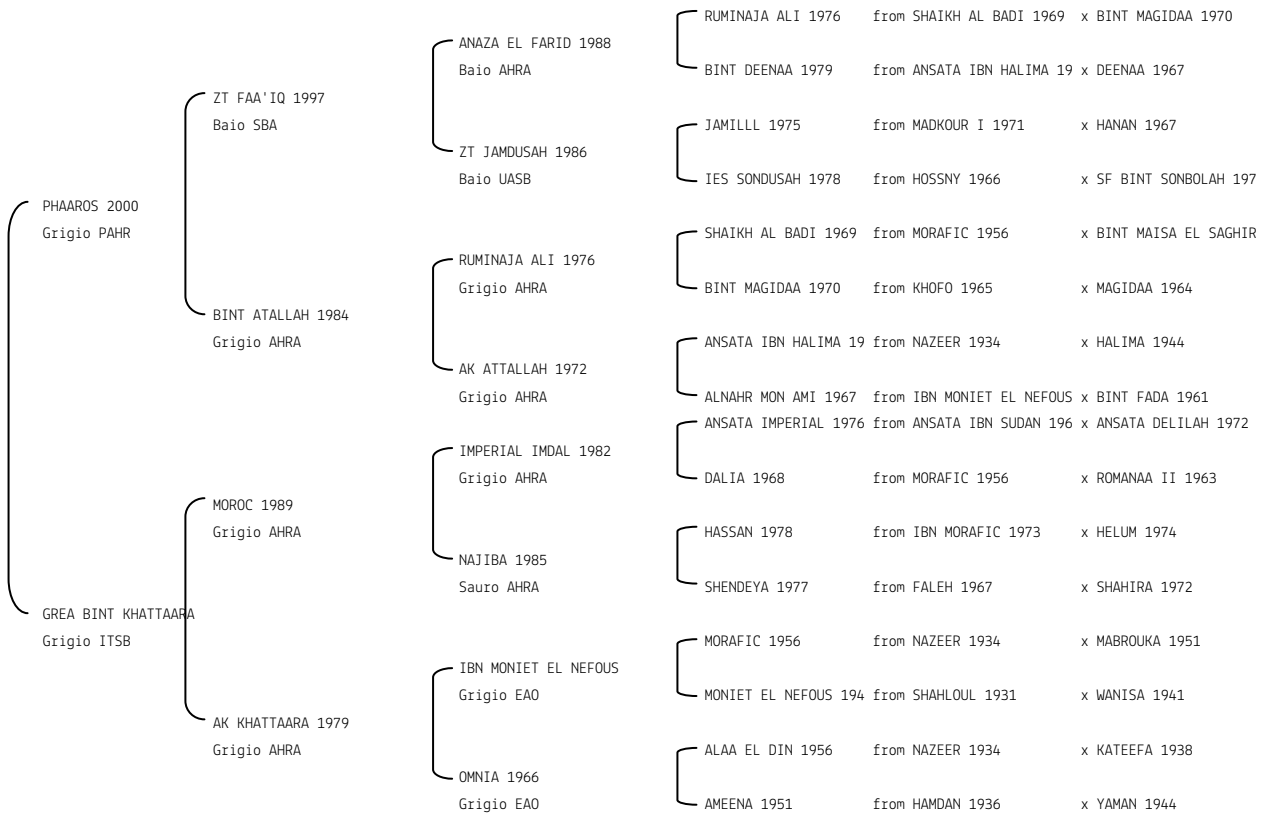 RUMINAJA ALI 1976 from SHAIKH AL BADI 1969 x BINT MAGIDAA 1970
ANAZA EL FARID 1988
Baio AHRA
BINT DEENAA 1979 from ANSATA IBN HALIMA 19 x DEENAA 1967
ZT FAA'IQ 1997
Baio SBA
JAMILLL 1975 from MADKOUR I 1971 x HANAN 1967
ZT JAMDUSAH 1986
Baio UASB
IES SONDUSAH 1978 from HOSSNY 1966 x SF BINT SONBOLAH 197
PHAAROS 2000
Grigio PAHR
SHAIKH AL BADI 1969 from MORAFIC 1956 x BINT MAISA EL SAGHIR
RUMINAJA ALI 1976
Grigio AHRA
BINT MAGIDAA 1970 from KHOFO 1965 x MAGIDAA 1964
BINT ATALLAH 1984
Grigio AHRA
ANSATA IBN HALIMA 19 from NAZEER 1934 x HALIMA 1944
AK ATTALLAH 1972
Grigio AHRA
ALNAHR MON AMI 1967 from IBN MONIET EL NEFOUS x BINT FADA 1961
ANSATA IMPERIAL 1976 from ANSATA IBN SUDAN 196 x ANSATA DELILAH 1972
IMPERIAL IMDAL 1982
Grigio AHRA
DALIA 1968 from MORAFIC 1956 x ROMANAA II 1963
MOROC 1989
Grigio AHRA
HASSAN 1978 from IBN MORAFIC 1973 x HELUM 1974
NAJIBA 1985
Sauro AHRA
SHENDEYA 1977 from FALEH 1967 x SHAHIRA 1972
GREA BINT KHATTAARA
Grigio ITSB
MORAFIC 1956 from NAZEER 1934 x MABROUKA 1951
IBN MONIET EL NEFOUS
Grigio EAO
MONIET EL NEFOUS 194 from SHAHLOUL 1931 x WANISA 1941
AK KHATTAARA 1979
Grigio AHRA
ALAA EL DIN 1956 from NAZEER 1934 x KATEEFA 1938
OMNIA 1966
Grigio EAO
AMEENA 1951 from HAMDAN 1936 x YAMAN 1944